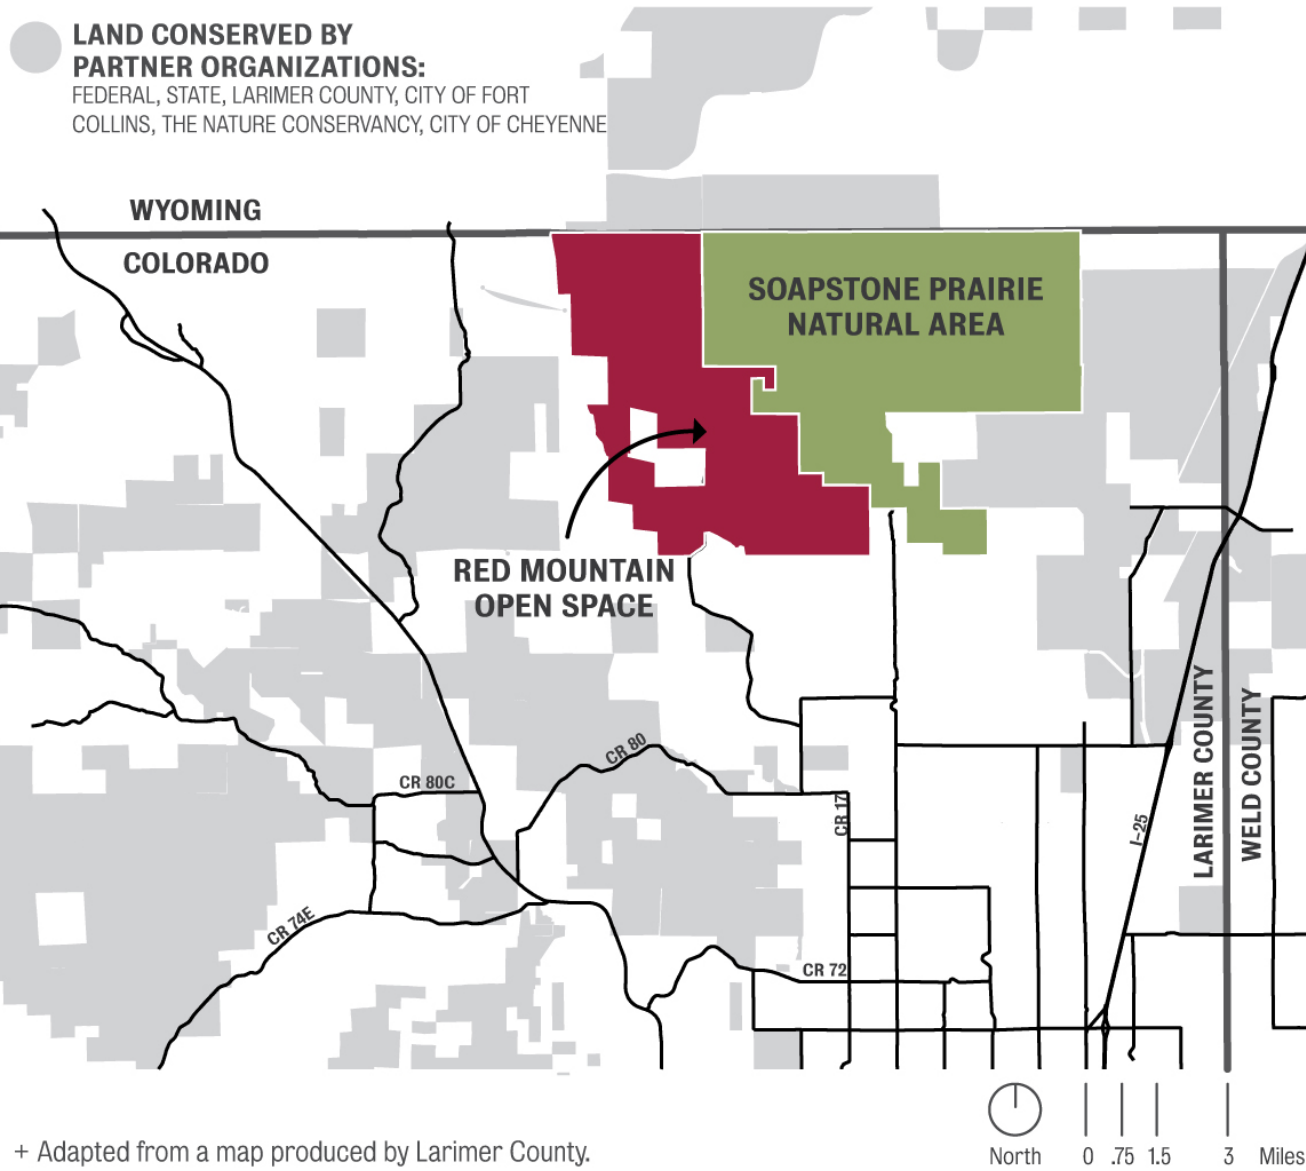 LAND CONSERVED BY
PARTNER ORGANIZATIONS:
FEDERAL, STATE, LARIMER COUNTY, CITY OF FORT
COLLINS, THE NATURE CONSERVANCY, CITY OF CHEYENNE
WYOMING
COLORADO
SOAPSTONE PRAIRIE
NATURAL AREA
RED MOUNTAIN
OPEN SPACE
CR 80
CR 80C
CR 17
I-25
LARIMER COUNTY
WELD COUNTY
CR 74E
CR 72
North
0 .75 1.5 3 Miles
+ Adapted from a map produced by Larimer County.